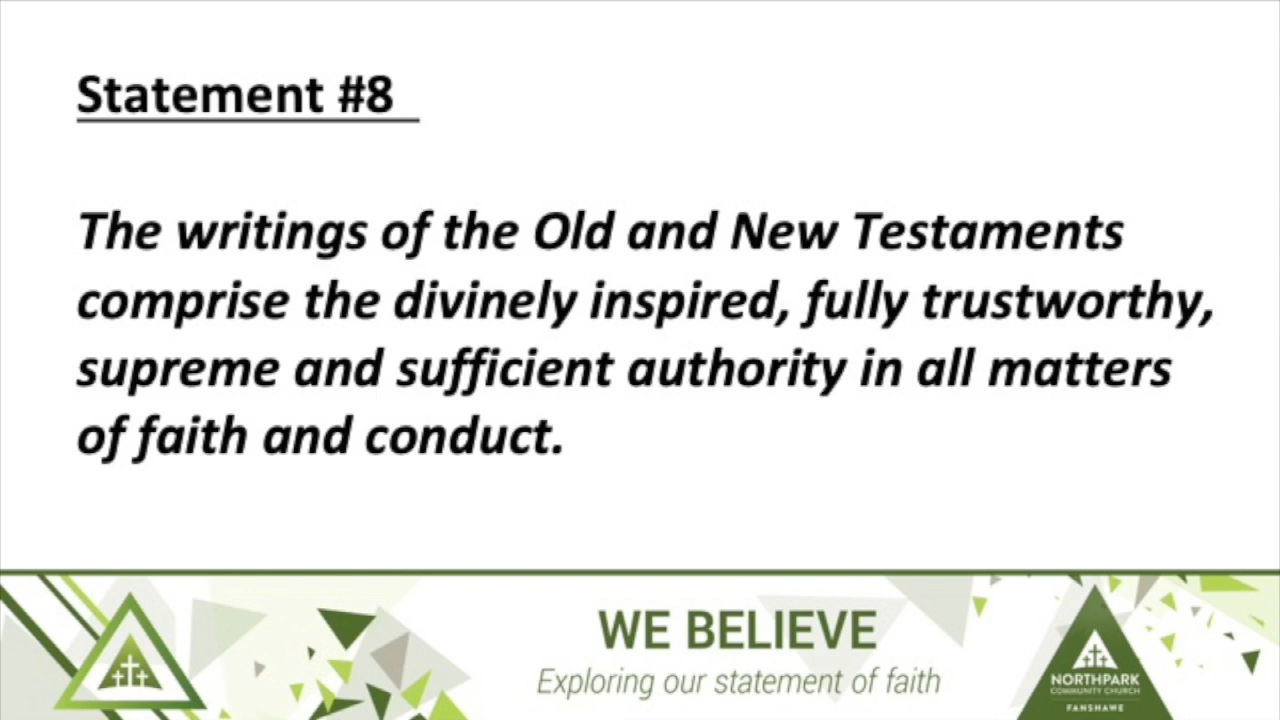 Statement #8
The writings of the Old and New Testaments
comprise the divinely inspired, fully trustworthy,
supreme and sufficient authority in all matters
of faith and conduct.
WE BELIEVE
Exploring our statement of faith
NORTHPARK
COMMUNITY CHURCH
FANSHAWE